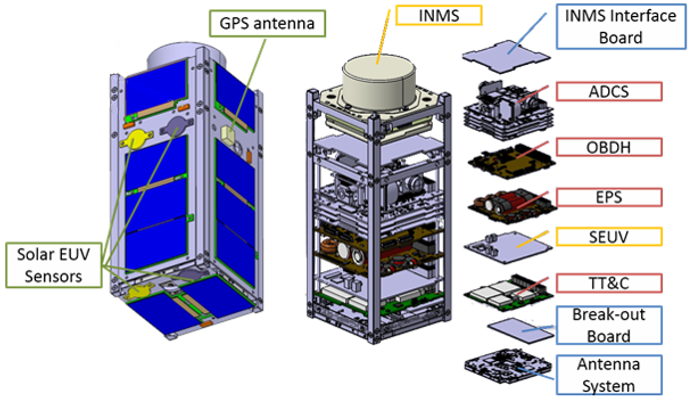 GPS antenna
INMS
INMS Interface
Board
ADCS
OBDH
EPS
SEUV
Solar EUV
Sensors
TT&C
Break-out
Board
Antenna
System